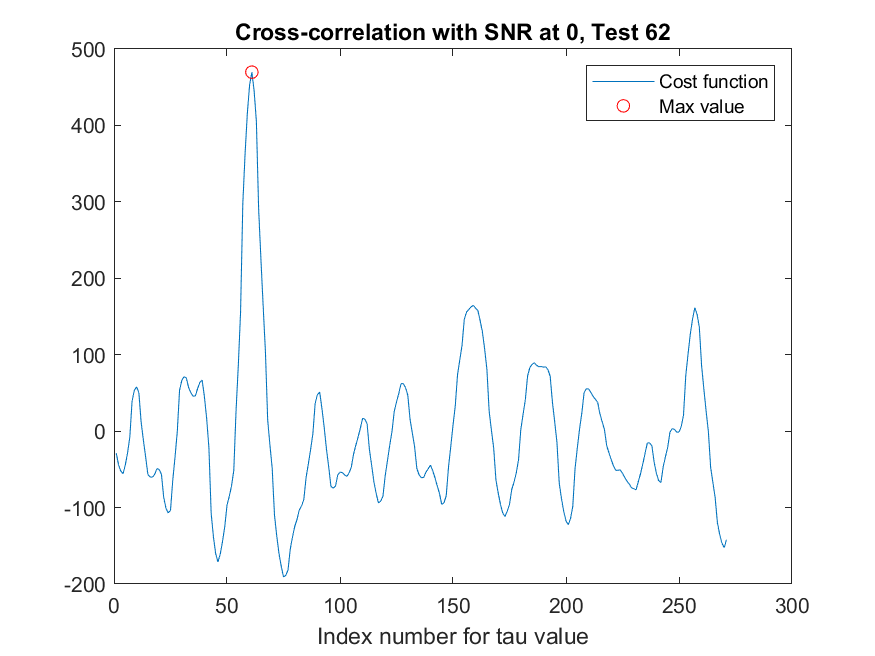 Cross-correlation with SNR at 0, Test 62
500
400
300
200
100
0
-100
-200
0 50 100 150 200 250 300
Index number for tau value
Cost function
Max value